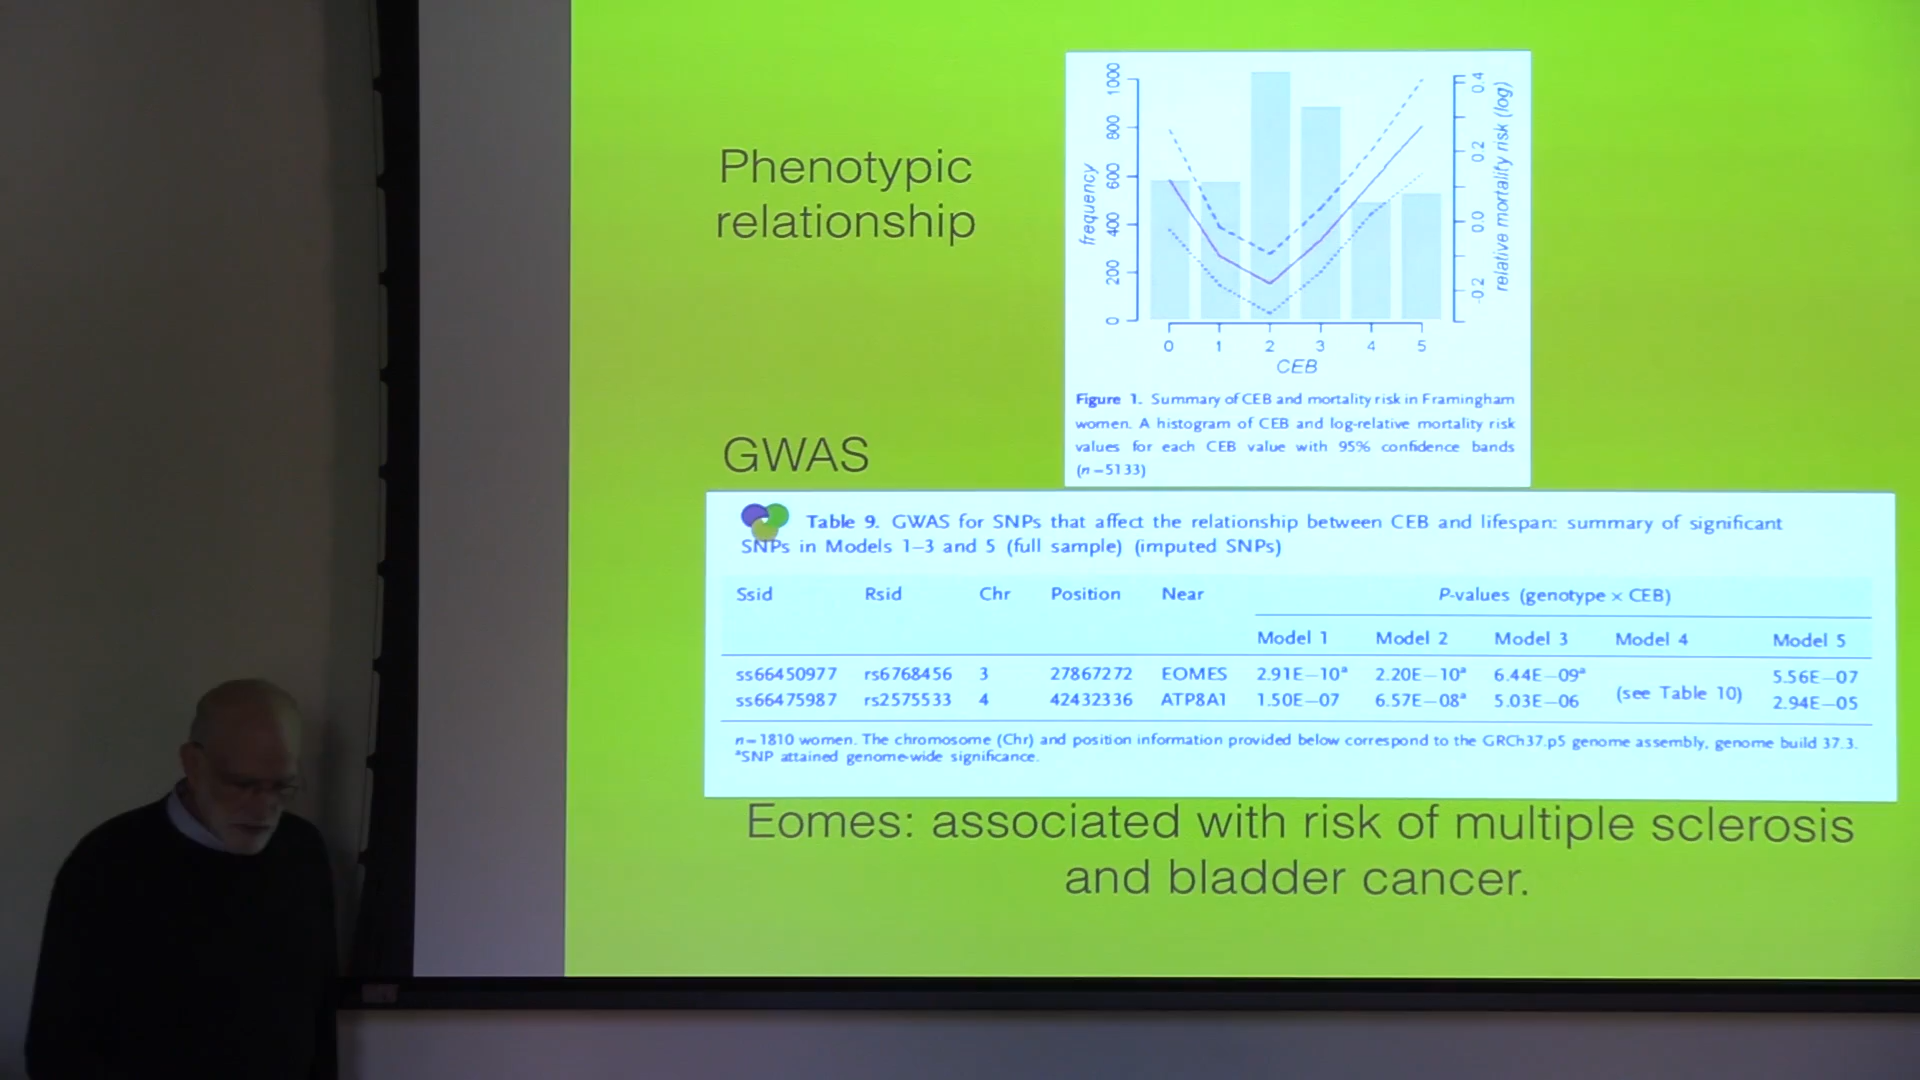 Phenotypic
relationship
1000
800
600
400
200
0
frequency
0.4
0.2
0.0
-0.2
relative mortality risk (log)
0 1 2 3 4 5
CEB
Figure 1. Summary of CEB and mortality risk in Framingham
women. A histogram of CEB and log-relative mortality risk
values for each CEB value with 95% confidence bands
(n=5133)
GWAS
Table 9. GWAS for SNPs that affect the relationship between CEB and lifespan: summary of significant
SNPs in Models 1–3 and 5 (full sample) (imputed SNPs)
Ssid Rsid Chr Position Near P-values (genotype × CEB)
Model 1 Model 2 Model 3 Model 4 Model 5
ss66450977 rs6768456 3 27867272 EOMES 2.91E−10ª 2.20E−10ª 6.44E−09ª 5.56E−07
(see Table 10)
ss66475987 rs2575533 4 42432336 ATP8A1 1.50E−07 6.57E−08ª 5.03E−06 2.94E−05
n=1810 women. The chromosome (Chr) and position information provided below correspond to the GRCh37.p5 genome assembly, genome build 37.3.
ªSNP attained genome-wide significance.
Eomes: associated with risk of multiple sclerosis
and bladder cancer.